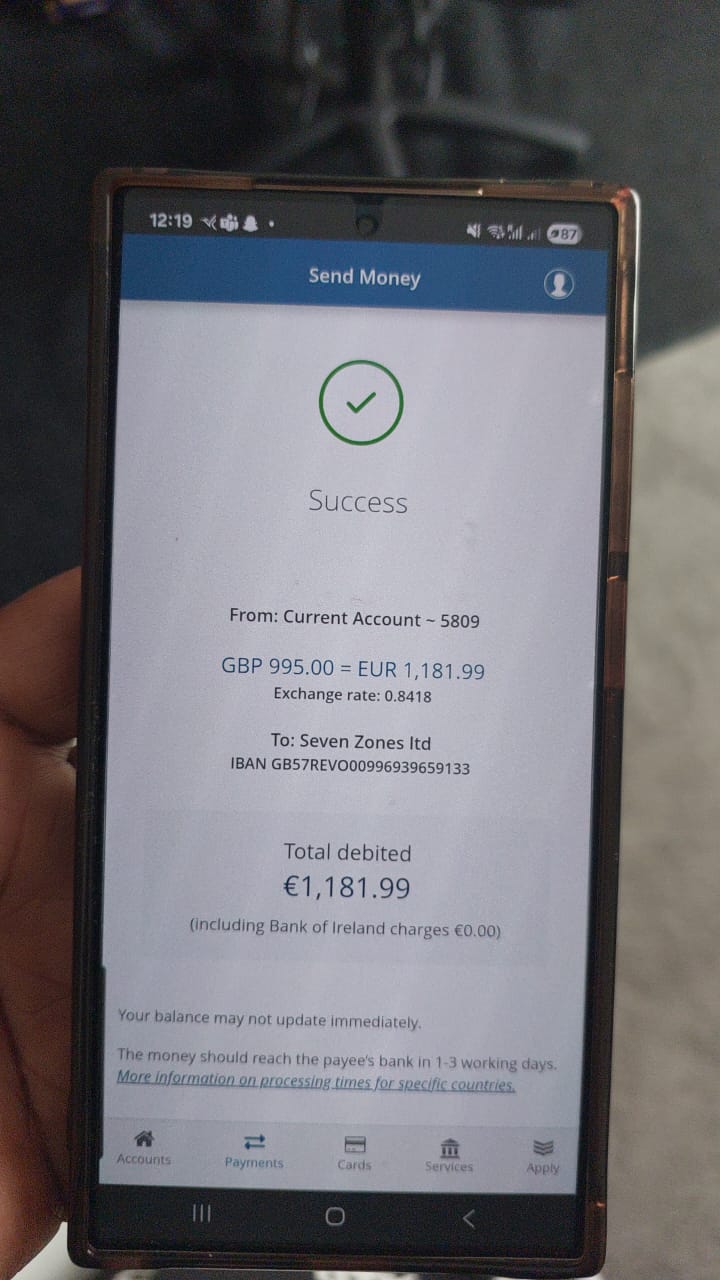 12:19
87
Send Money
Success
From: Current Account ~ 5809
GBP 995.00 = EUR 1,181.99
Exchange rate: 0.8418
To: Seven Zones ltd
IBAN GB57REVO00996939659133
Total debited
€1,181.99
(including Bank of Ireland charges €0.00)
Your balance may not update immediately.
The money should reach the payee's bank in 1-3 working days.
More information on processing times for specific countries.
Accounts Payments Cards Services Apply